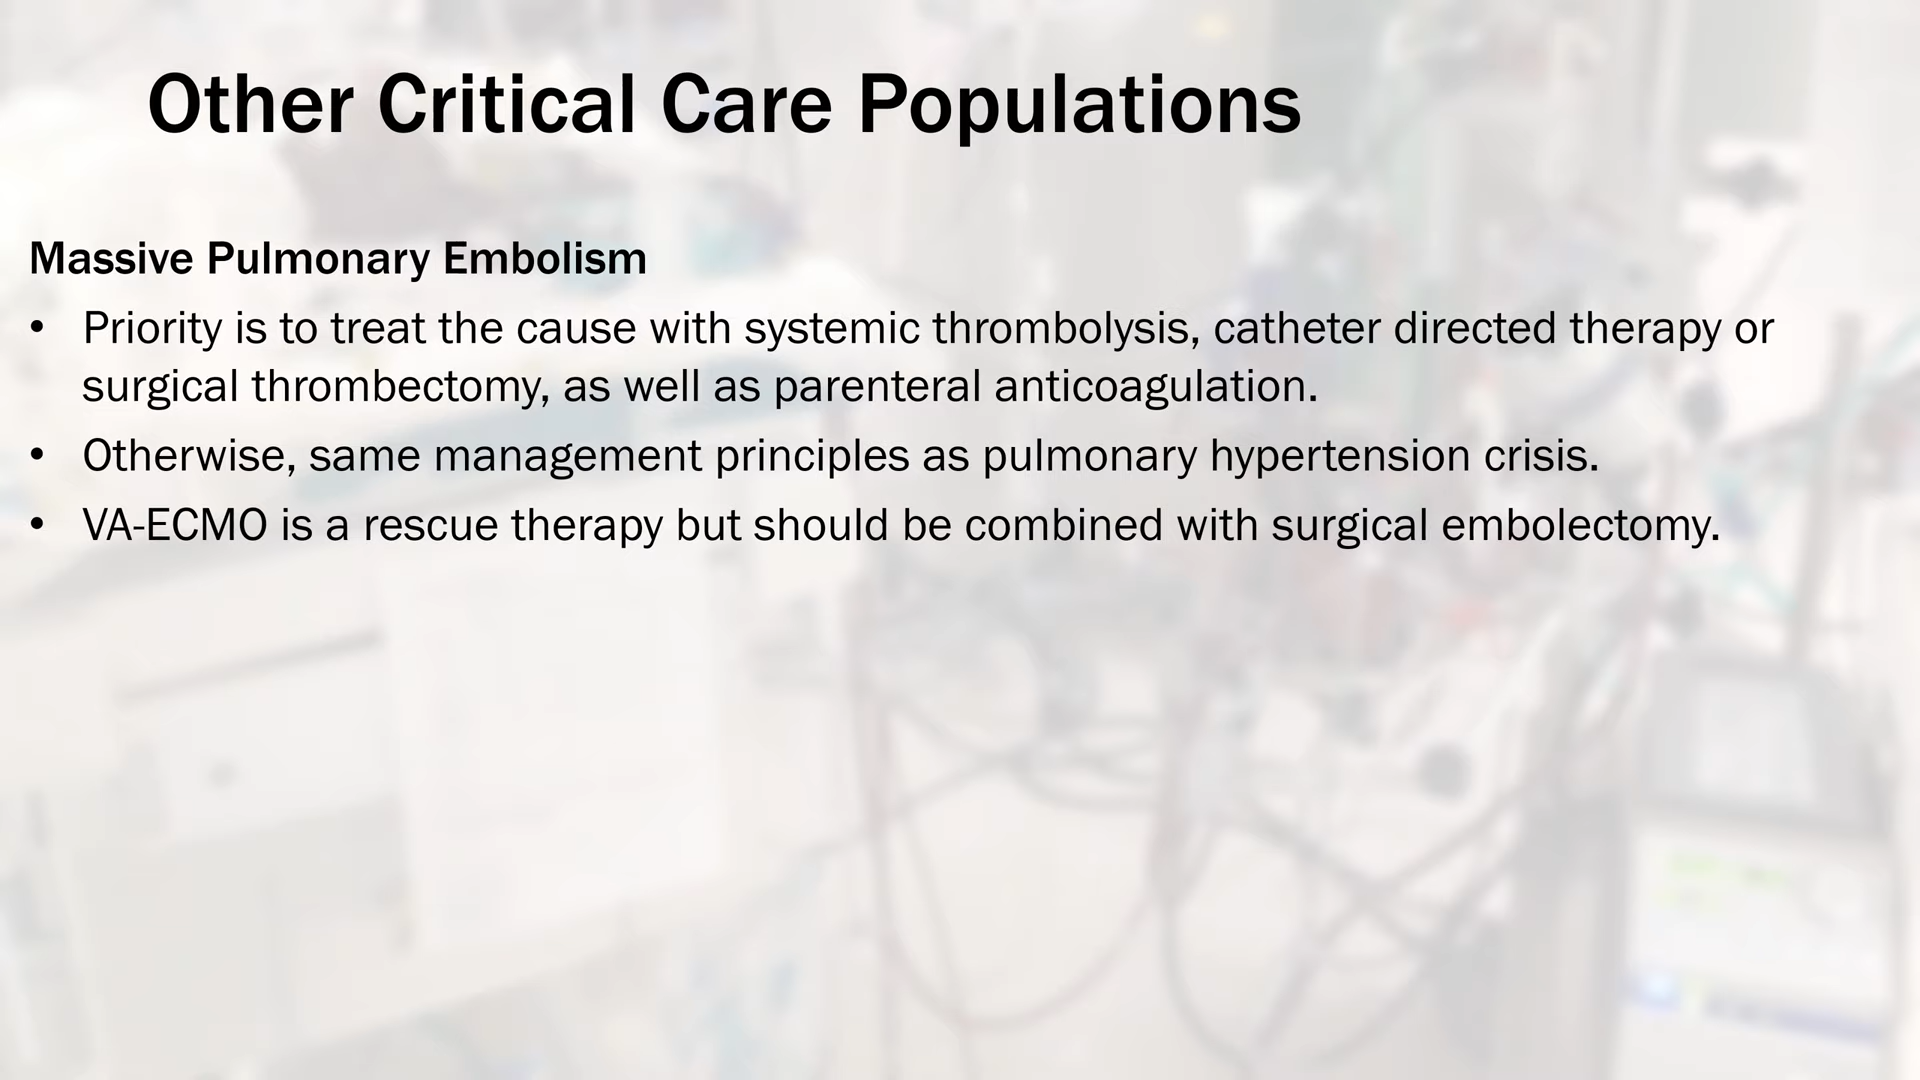 Other Critical Care Populations
Massive Pulmonary Embolism
• Priority is to treat the cause with systemic thrombolysis, catheter directed therapy or
surgical thrombectomy, as well as parenteral anticoagulation.
• Otherwise, same management principles as pulmonary hypertension crisis.
• VA-ECMO is a rescue therapy but should be combined with surgical embolectomy.